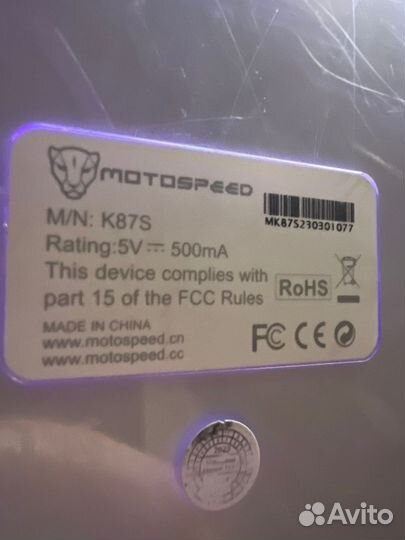 MOTOSPEED
MK87S230301077
M/N: K87S
Rating:5V 500mA
This device complies with
part 15 of the FCC Rules
RoHS
MADE IN CHINA
www.motospeed.cn
www.motospeed.cc
FC CE
Avito